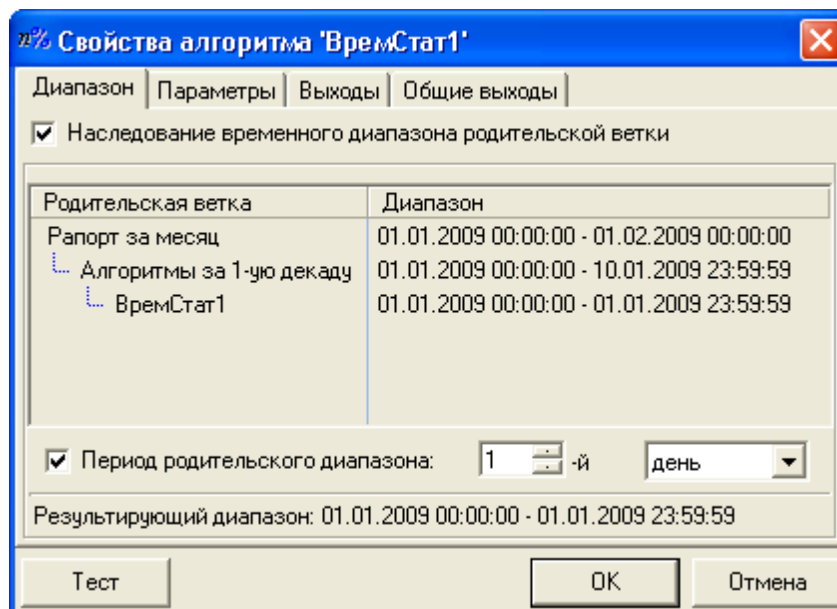 n% Свойства алгоритма 'ВремСтат1'
Диапазон Параметры Выходы Общие выходы
Наследование временного диапазона родительской ветки
Родительская ветка Диапазон
Рапорт за месяц 01.01.2009 00:00:00 - 01.02.2009 00:00:00
Алгоритмы за 1-ую декаду 01.01.2009 00:00:00 - 10.01.2009 23:59:59
ВремСтат1 01.01.2009 00:00:00 - 01.01.2009 23:59:59
Период родительского диапазона: 1 -й день
Результирующий диапазон: 01.01.2009 00:00:00 - 01.01.2009 23:59:59
Тест OK Отмена